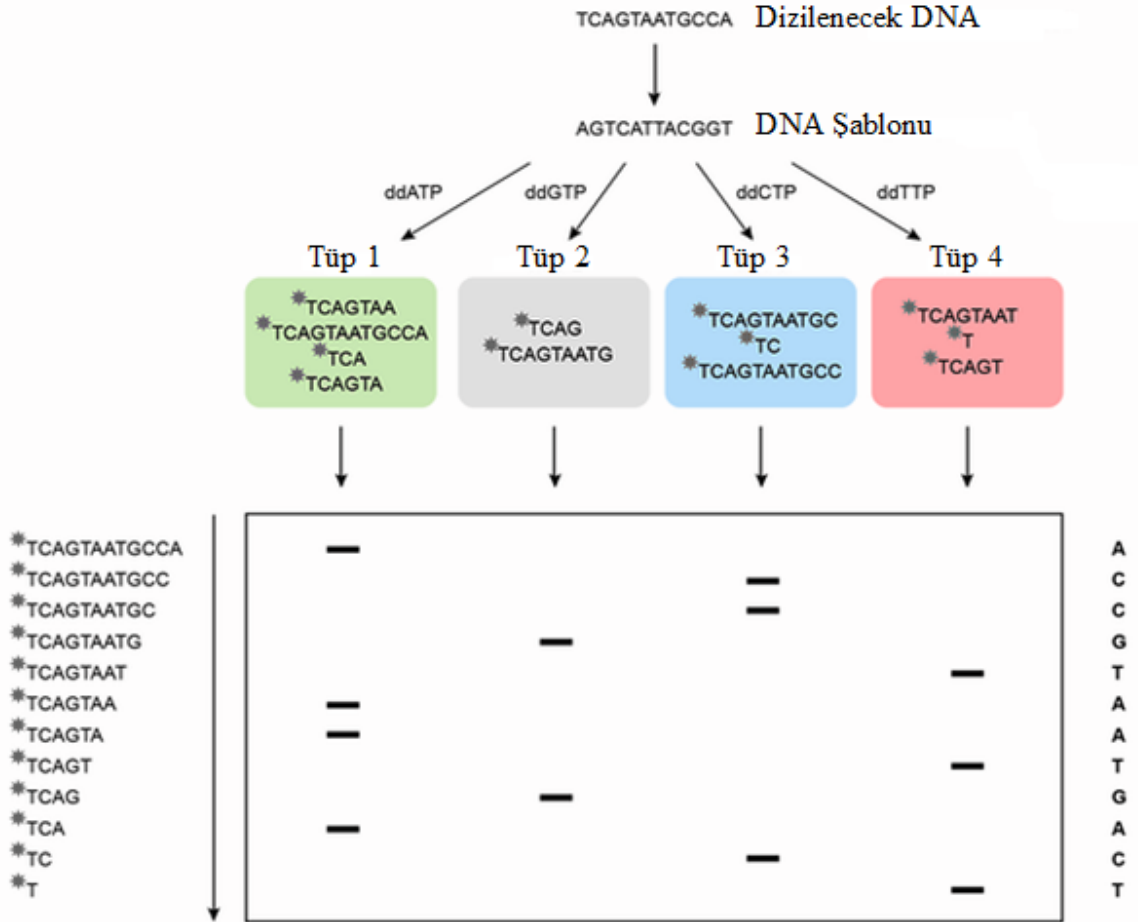 TCAGTAATGCCA Dizilenecek DNA
AGTCATTACGGT DNA Şablonu
ddATP ddGTP ddCTP ddTTP
Tüp 1 Tüp 2 Tüp 3 Tüp 4
TCAGTAA
TCAGTAATGCCA
TCA
TCAGTA
TCAG
TCAGTAATG
TCAGTAATGC
TC
TCAGTAATGCC
TCAGTAAT
T
TCAGT
TCAGTAATGCCA A
TCAGTAATGCC C
TCAGTAATGC C
TCAGTAATG G
TCAGTAAT T
TCAGTAA A
TCAGTA A
TCAGT T
TCAG G
TCA A
TC C
T T